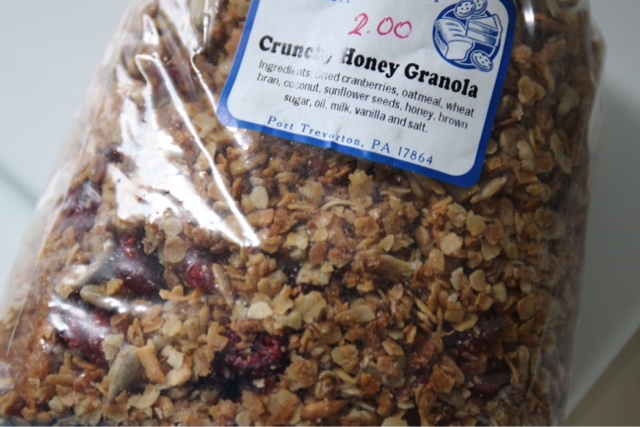 2.00
Crunchy Honey Granola
Ingredients: Dried cranberries, oatmeal, wheat
bran, coconut, sunflower seeds, honey, brown
sugar, oil, milk, vanilla and salt.
Port Trevorton, PA 17864